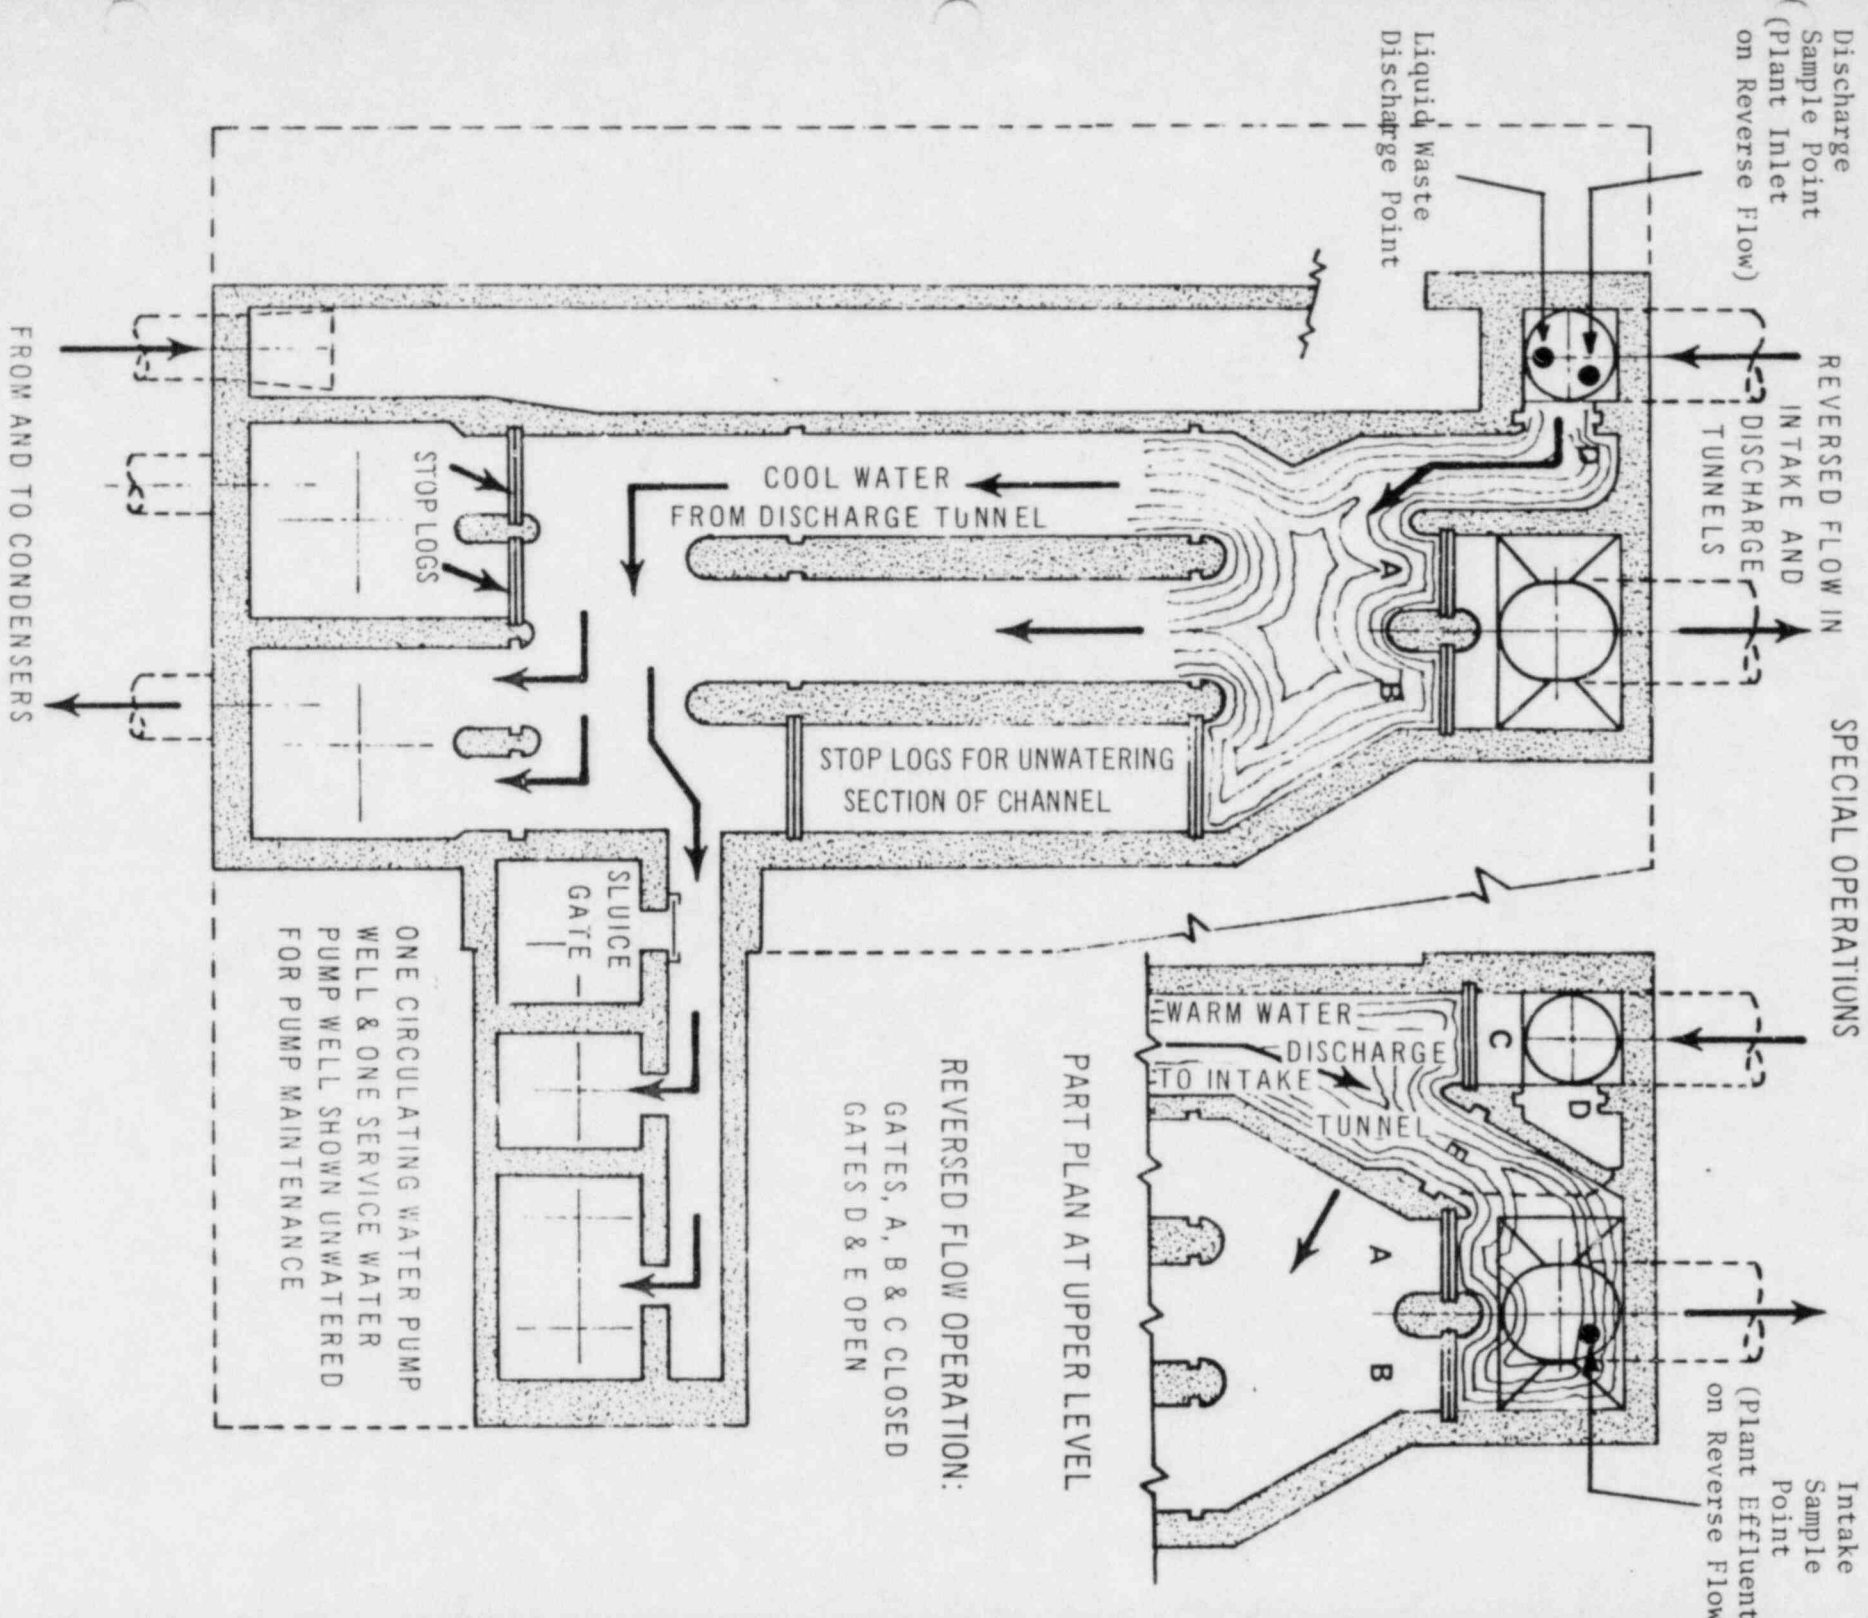 Discharge
Sample Point
(Plant Inlet
on Reverse Flow)
Liquid Waste
Discharge Point
REVERSED FLOW IN
INTAKE AND
DISCHARGE
TUNNELS
SPECIAL OPERATIONS
D
COOL WATER
FROM DISCHARGE TUNNEL
A
B
STOP LOGS
STOP LOGS FOR UNWATERING
SECTION OF CHANNEL
FROM AND TO CONDENSERS
SLUICE
GATE
ONE CIRCULATING WATER PUMP
WELL & ONE SERVICE WATER
PUMP WELL SHOWN UNWATERED
FOR PUMP MAINTENANCE
REVERSED FLOW OPERATION:
GATES, A, B & C CLOSED
GATES D & E OPEN
PART PLAN AT UPPER LEVEL
WARM WATER
DISCHARGE
TO INTAKE
TUNNEL
C
D
E
A
B
Intake
Sample
Point
(Plant Effluent
on Reverse Flow